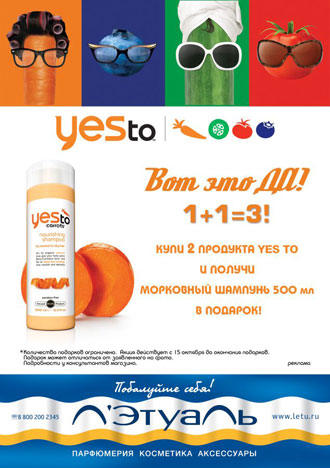 yes to
Вот это ДА!
1+1=3!
КУПИ 2 ПРОДУКТА YES TO
И ПОЛУЧИ
МОРКОВНЫЙ ШАМПУНЬ 500 мл
В ПОДАРОК!
yes to
carrots
nourishing
shampoo
*Количество подарков ограничено. Акция действует с 15 октября до окончания подарков.
Подарок может отличаться от заявленного на фото.
Подробности у консультантов магазина.
реклама
Побалуйте себя!
☏8 800 200 2345
Л'Этуаль
www.letu.ru
ПАРФЮМЕРИЯ КОСМЕТИКА АКСЕССУАРЫ